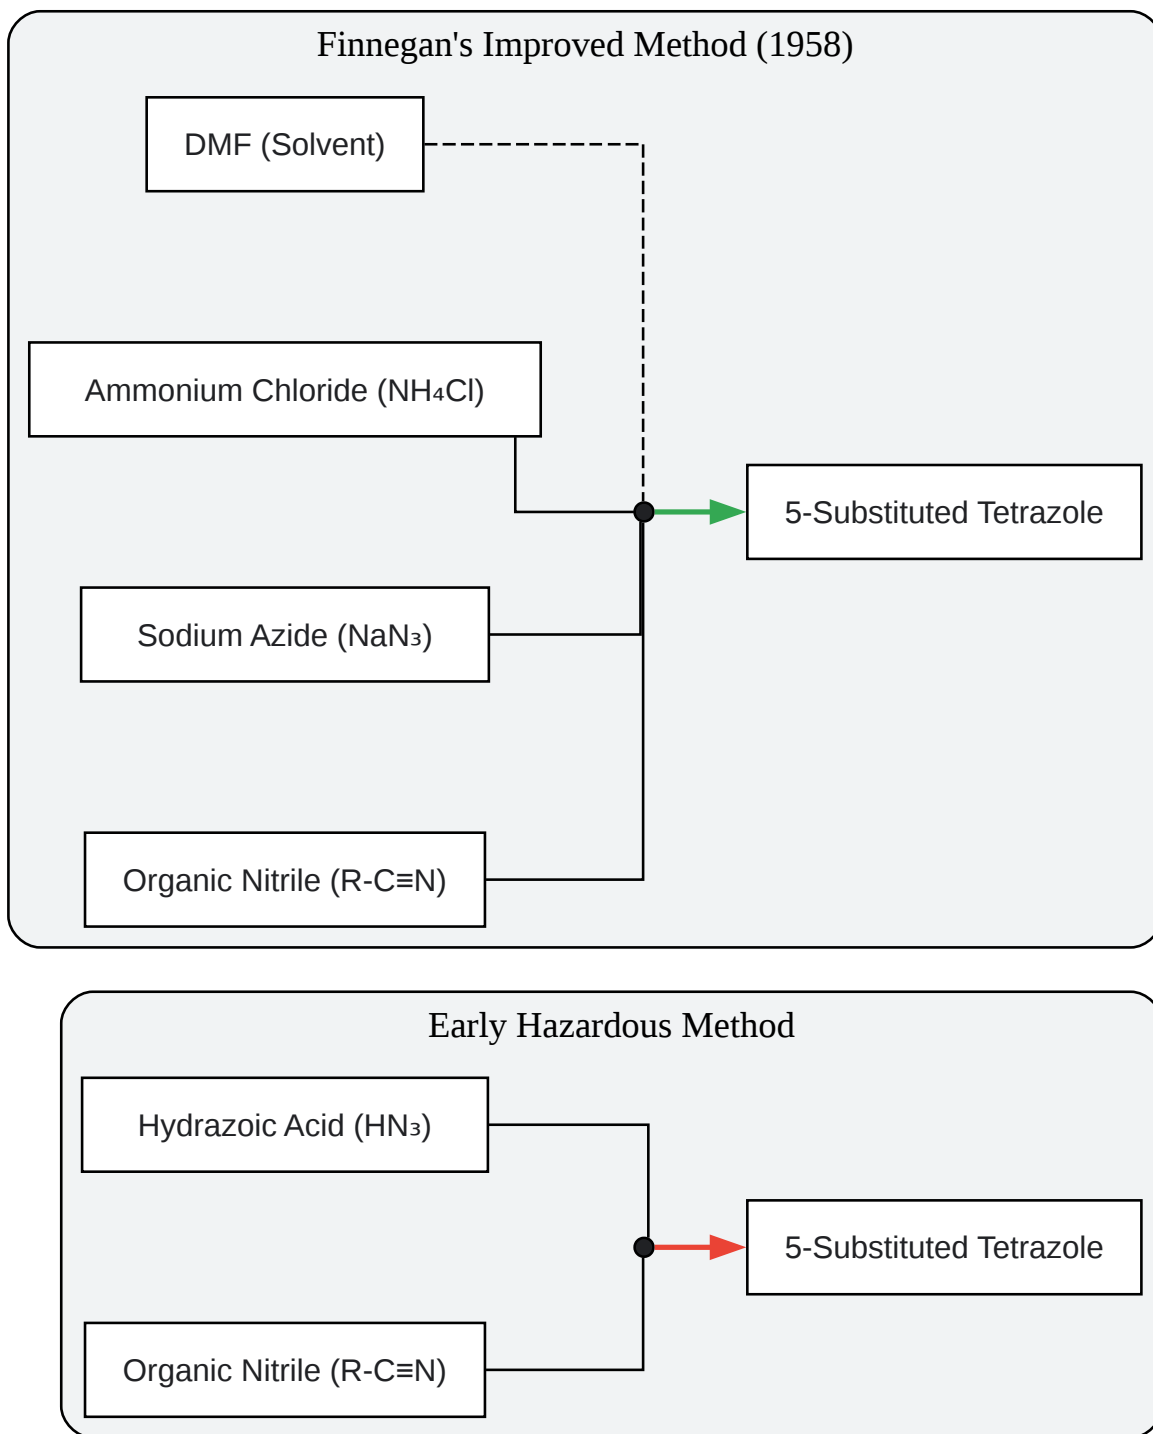 Finnegan's Improved Method (1958)
DMF (Solvent)
Ammonium Chloride (NH₄Cl)
5-Substituted Tetrazole
Sodium Azide (NaN₃)
Organic Nitrile (R-C≡N)
Early Hazardous Method
Hydrazoic Acid (HN₃)
5-Substituted Tetrazole
Organic Nitrile (R-C≡N)